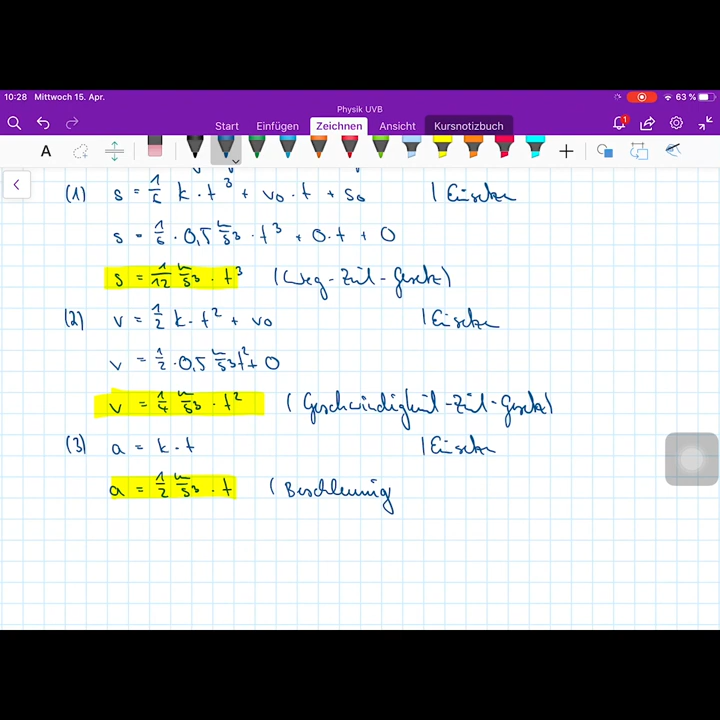 10:28 Mittwoch 15. Apr. 63 %
Physik UVB
Start Einfügen Zeichnen Ansicht Kursnotizbuch 1
A
(1) s = 1/6 k · t³ + v₀ · t + s₀ | Einsetzen
s = 1/6 · 0,5 m/s³ · t³ + 0 · t + 0
s = 1/12 m/s³ · t³ (Weg-Zeit-Gesetz)
(2) v = 1/2 k · t² + v₀ | Einsetzen
v = 1/2 · 0,5 m/s³ t² + 0
v = 1/4 m/s³ · t² (Geschwindigkeit-Zeit-Gesetz)
(3) a = k · t | Einsetzen
a = 1/2 m/s³ · t (Beschleunig